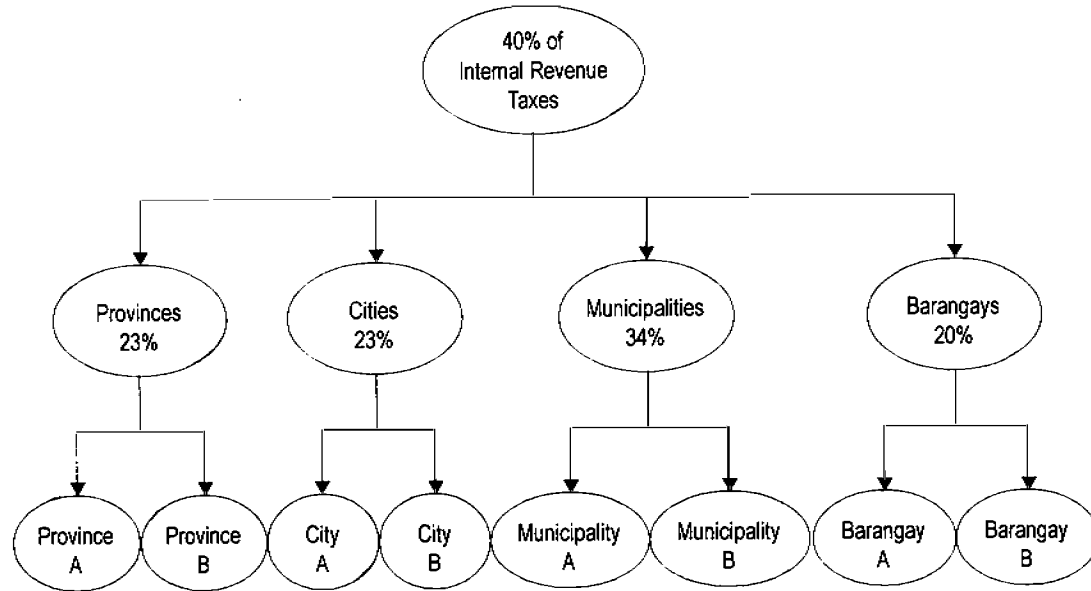 40% of
Internal Revenue
Taxes
Provinces
23%
Cities
23%
Municipalities
34%
Barangays
20%
Province
A
Province
B
City
A
City
B
Municipality
A
Municipality
B
Barangay
A
Barangay
B